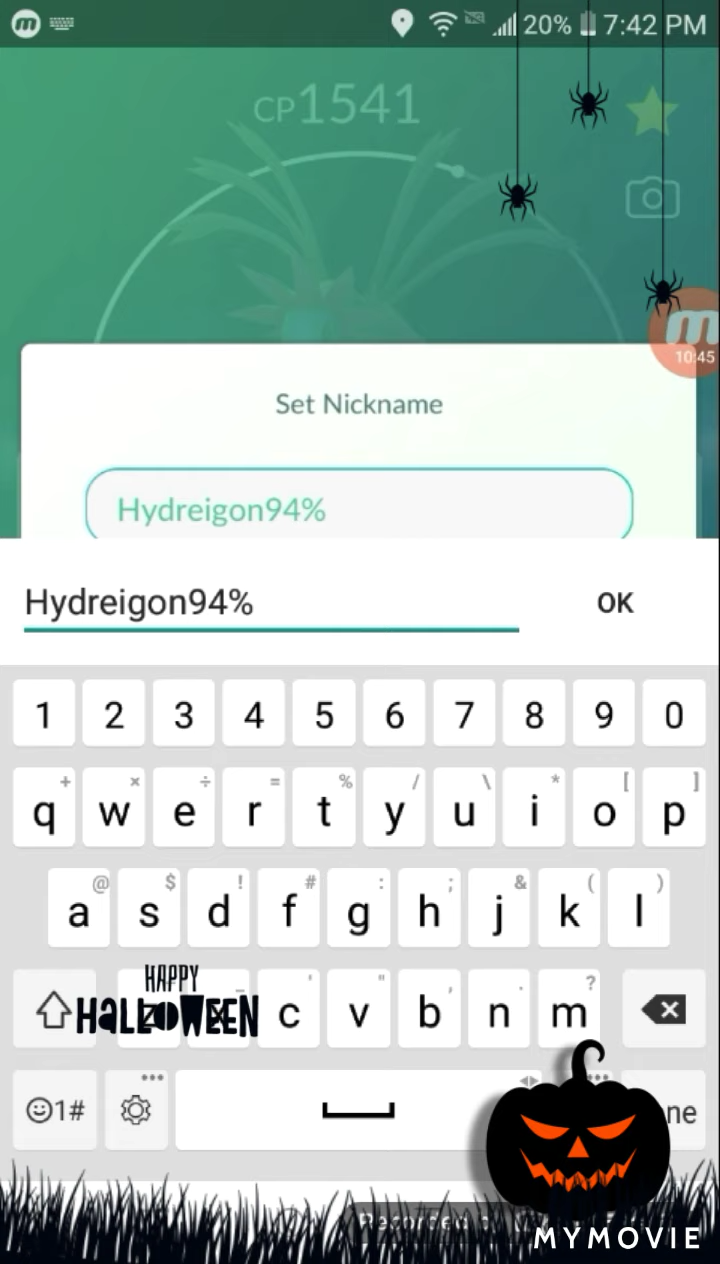 20% 7:42 PM
CP1541
10:45
Set Nickname
Hydreigon94%
Hydreigon94% OK
1 2 3 4 5 6 7 8 9 0
+ × ÷ = % / \ * [ ]
q w e r t y u i o p
@ $ ! # : ; & ( )
a s d f g h j k l
HAPPY
HALLOWEEN
- ' " , . ?
c v b n m
1#
MYMOVIE